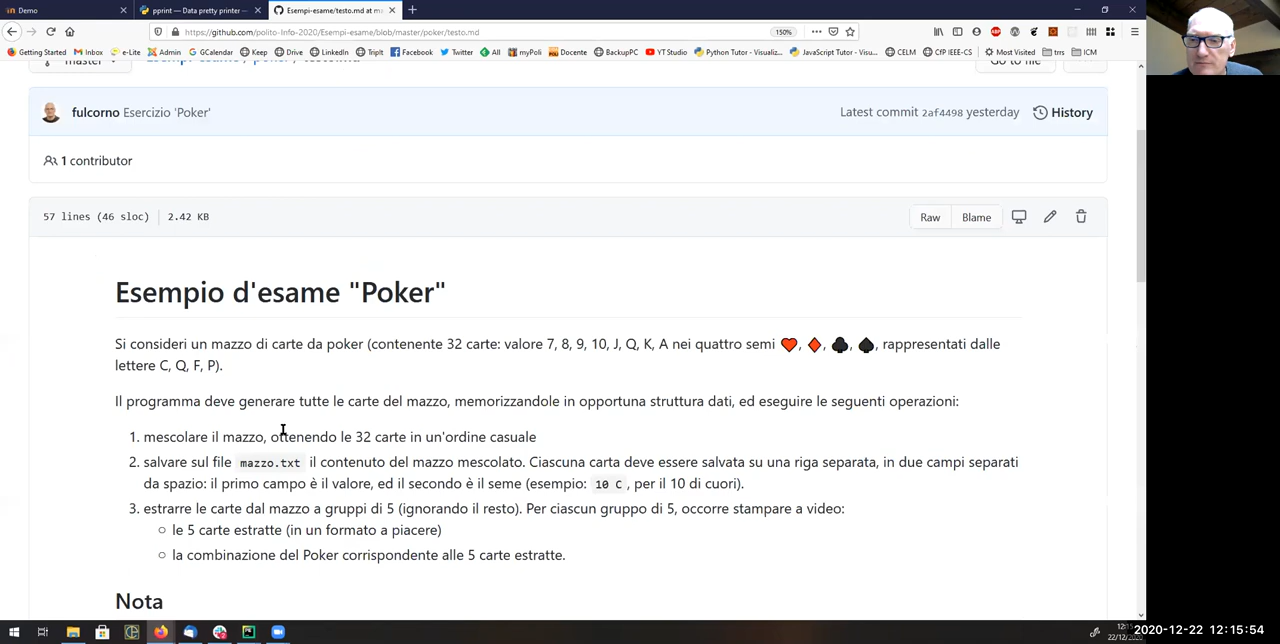 Demo
pprint — Data pretty printer —
Esempi-esame/testo.md at ma
https://github.com/polito-Info-2020/Esempi-esame/blob/master/poker/testo.md
150%
Getting Started Inbox e-Lite Admin GCalendar Keep Drive LinkedIn TripIt Facebook Twitter All myPoli Docente BackupPC YT Studio Python Tutor - Visualiz... JavaScript Tutor - Visu... CELM CfP IEEE-CS Most Visited trrs ICM
master
Go to file
fulcorno Esercizio 'Poker'
Latest commit 2af4498 yesterday History
1 contributor
57 lines (46 sloc) 2.42 KB
Raw Blame
Esempio d'esame "Poker"
Si consideri un mazzo di carte da poker (contenente 32 carte: valore 7, 8, 9, 10, J, Q, K, A nei quattro semi ♥, ♦, ♣, ♠, rappresentati dalle
lettere C, Q, F, P).
Il programma deve generare tutte le carte del mazzo, memorizzandole in opportuna struttura dati, ed eseguire le seguenti operazioni:
1. mescolare il mazzo, ottenendo le 32 carte in un'ordine casuale
2. salvare sul file mazzo.txt il contenuto del mazzo mescolato. Ciascuna carta deve essere salvata su una riga separata, in due campi separati
da spazio: il primo campo è il valore, ed il secondo è il seme (esempio: 10 C, per il 10 di cuori).
3. estrarre le carte dal mazzo a gruppi di 5 (ignorando il resto). Per ciascun gruppo di 5, occorre stampare a video:
le 5 carte estratte (in un formato a piacere)
la combinazione del Poker corrispondente alle 5 carte estratte.
Nota
2020-12-22 12:15:54
22/12/2020